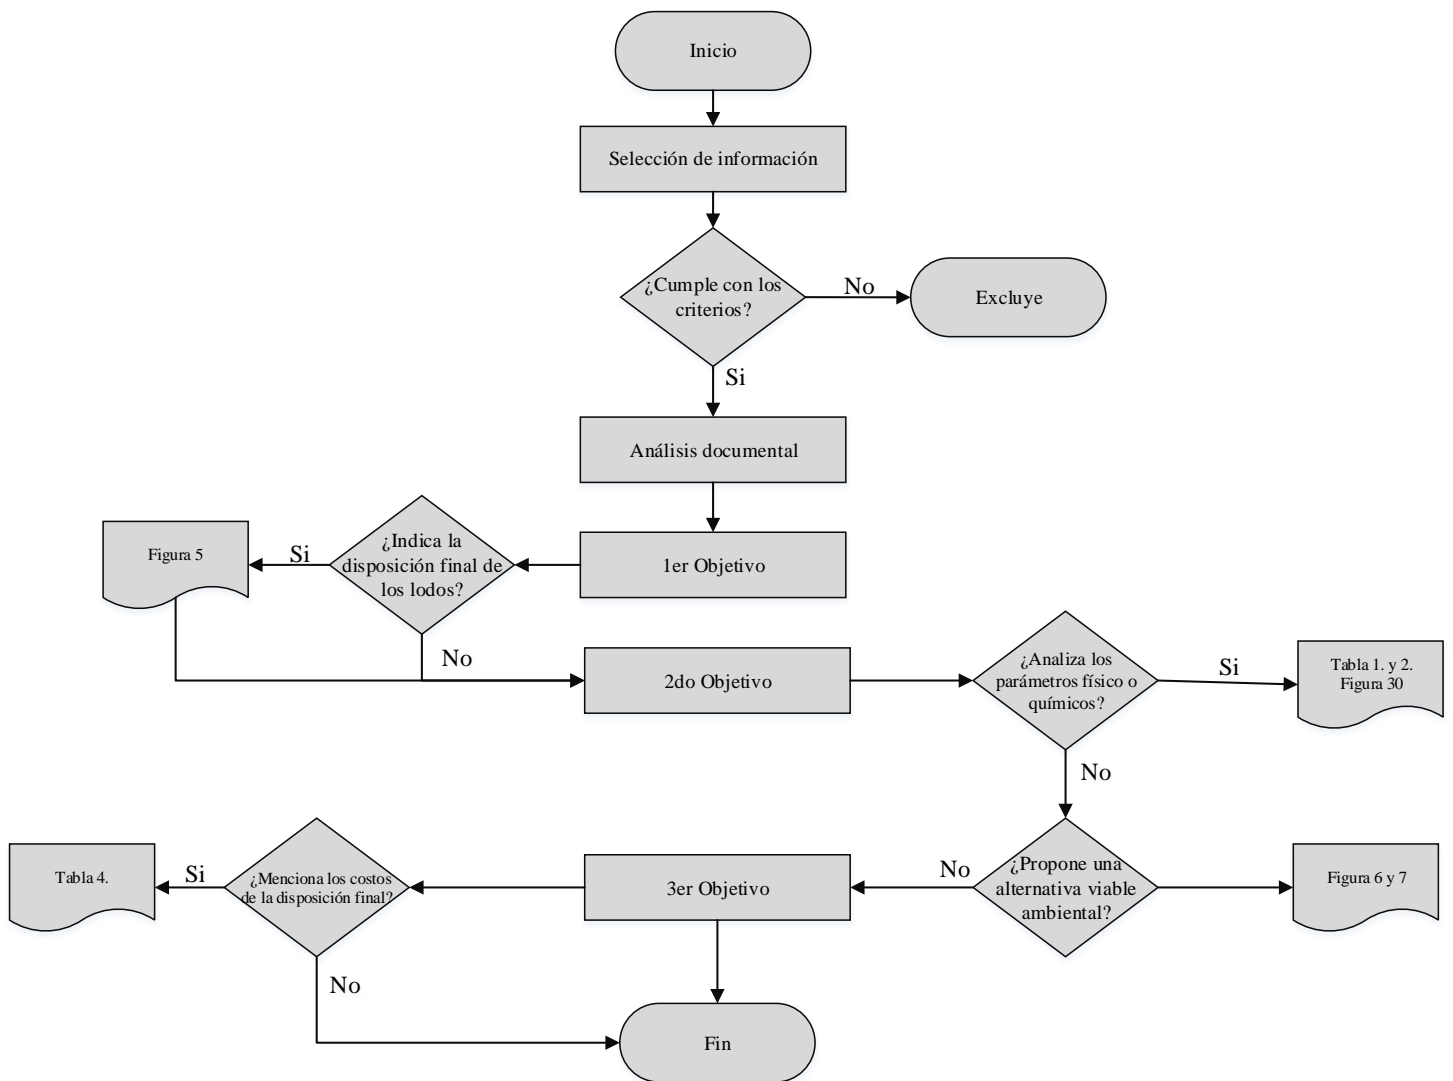 Inicio
Selección de información
¿Cumple con los
criterios?
No
Excluye
Si
Análisis documental
1er Objetivo
¿Indica la
disposición final de
los lodos?
Si
Figura 5
No
2do Objetivo
¿Analiza los
parámetros físico o
químicos?
Si
Tabla 1. y 2.
Figura 30
No
¿Propone una
alternativa viable
ambiental?
Figura 6 y 7
No
3er Objetivo
¿Menciona los costos
de la disposición final?
Si
Tabla 4.
No
Fin